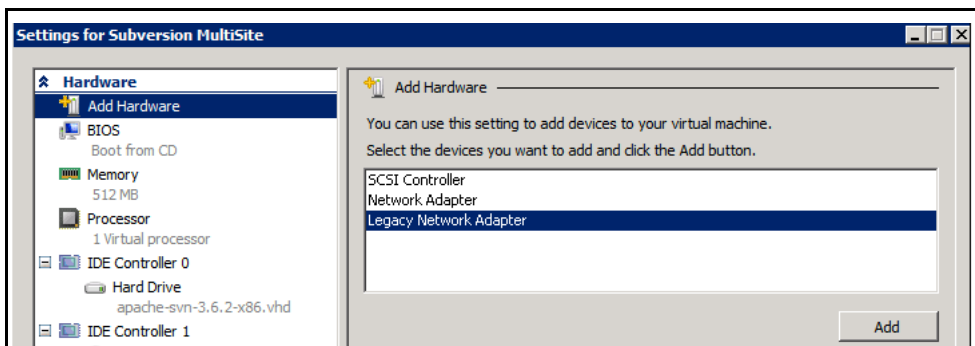 Settings for Subversion MultiSite
Hardware
Add Hardware
BIOS
Boot from CD
Memory
512 MB
Processor
1 Virtual processor
IDE Controller 0
Hard Drive
apache-svn-3.6.2-x86.vhd
IDE Controller 1
Add Hardware
You can use this setting to add devices to your virtual machine.
Select the devices you want to add and click the Add button.
SCSI Controller
Network Adapter
Legacy Network Adapter
Add